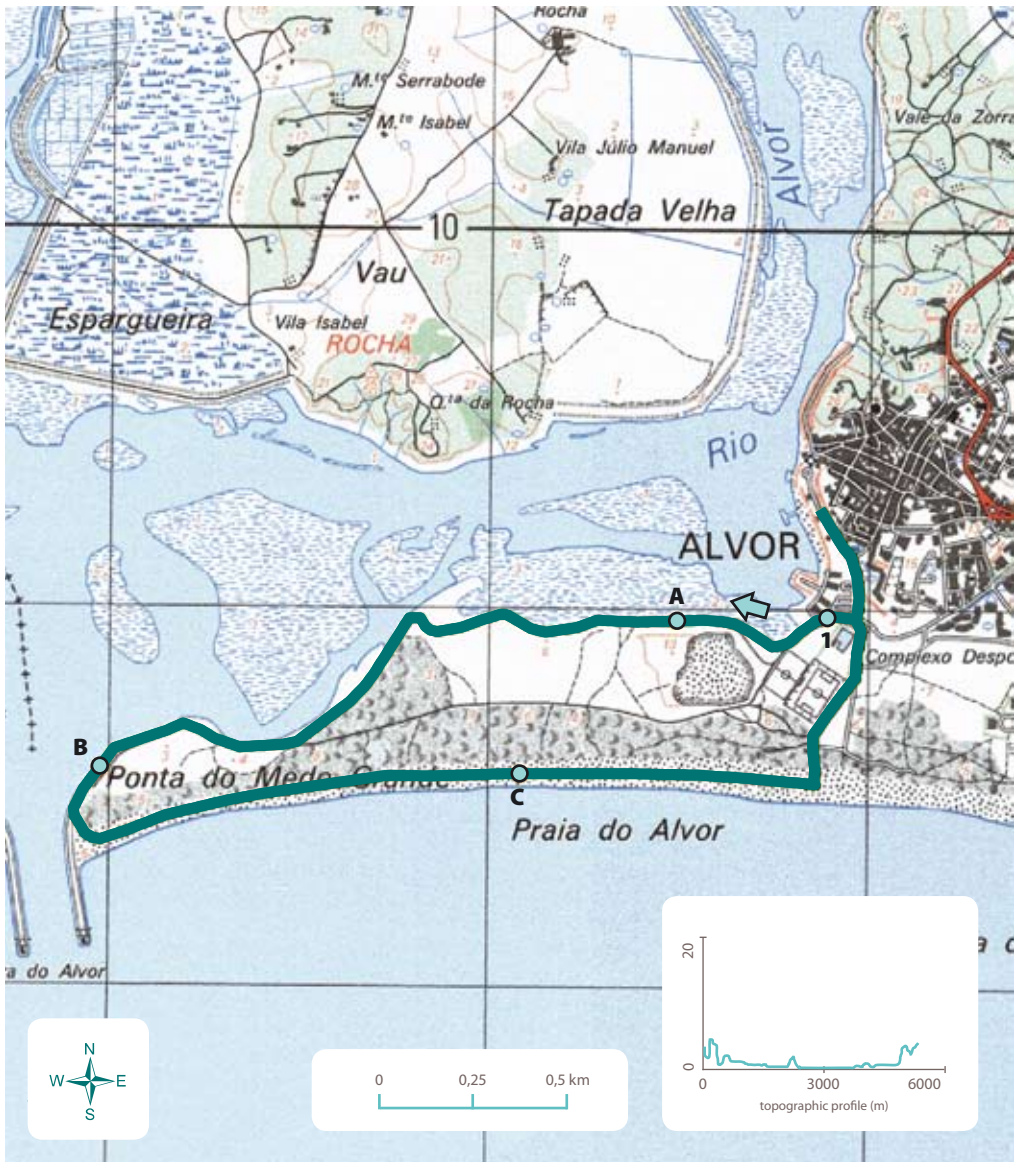 Rocha
M.te Serrabode
M.te Isabel
Vale da Zorra
Vila Júlio Manuel
Alvor
Tapada Velha
10
Vau
Espargueira
Vila Isabel
ROCHA
Q.ta da Rocha
Rio
ALVOR
A
1
Complexo Despo
B
Ponta do Medo Grande
C
Praia do Alvor
ra do Alvor
N
W E
S
0 0,25 0,5 km
20
0
0 3000 6000
topographic profile (m)